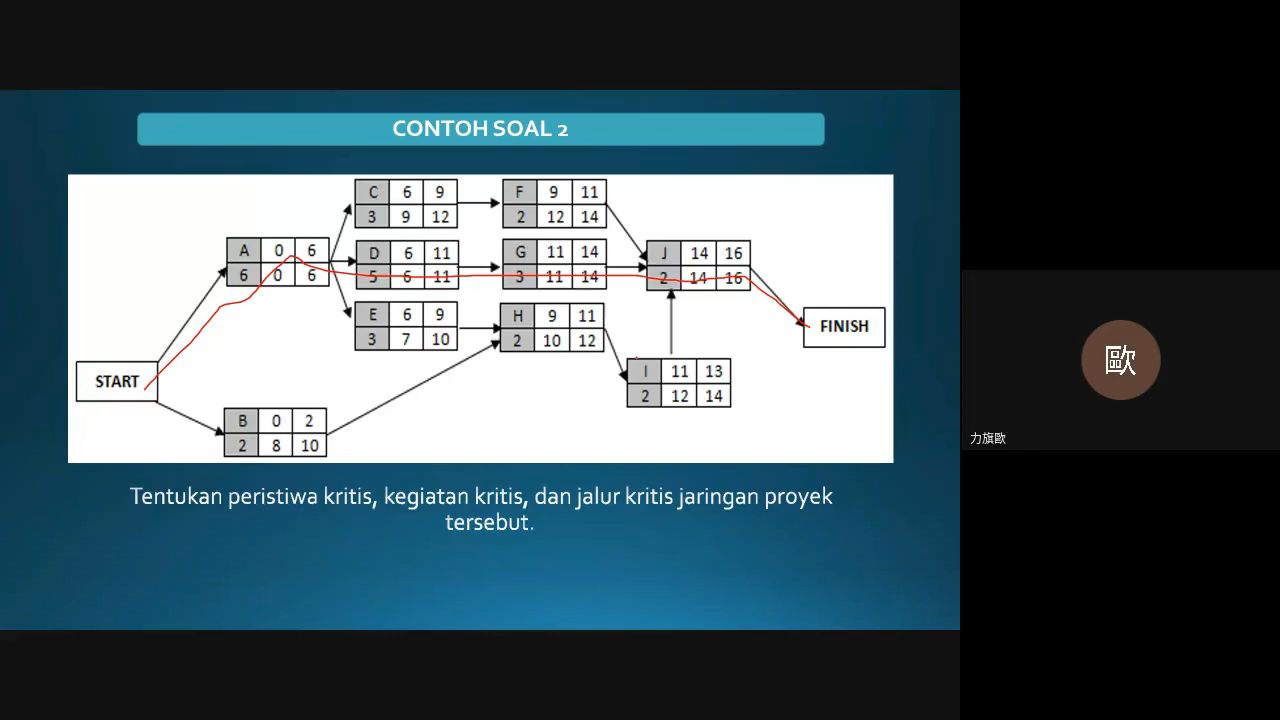 CONTOH SOAL 2
C 6 9
3 9 12
F 9 11
2 12 14
A 0 6
6 0 6
D 6 11
5 6 11
G 11 14
3 11 14
J 14 16
2 14 16
E 6 9
3 7 10
H 9 11
2 10 12
FINISH
START
I 11 13
2 12 14
B 0 2
2 8 10
Tentukan peristiwa kritis, kegiatan kritis, dan jalur kritis jaringan proyek
tersebut.
歐
力旗歐